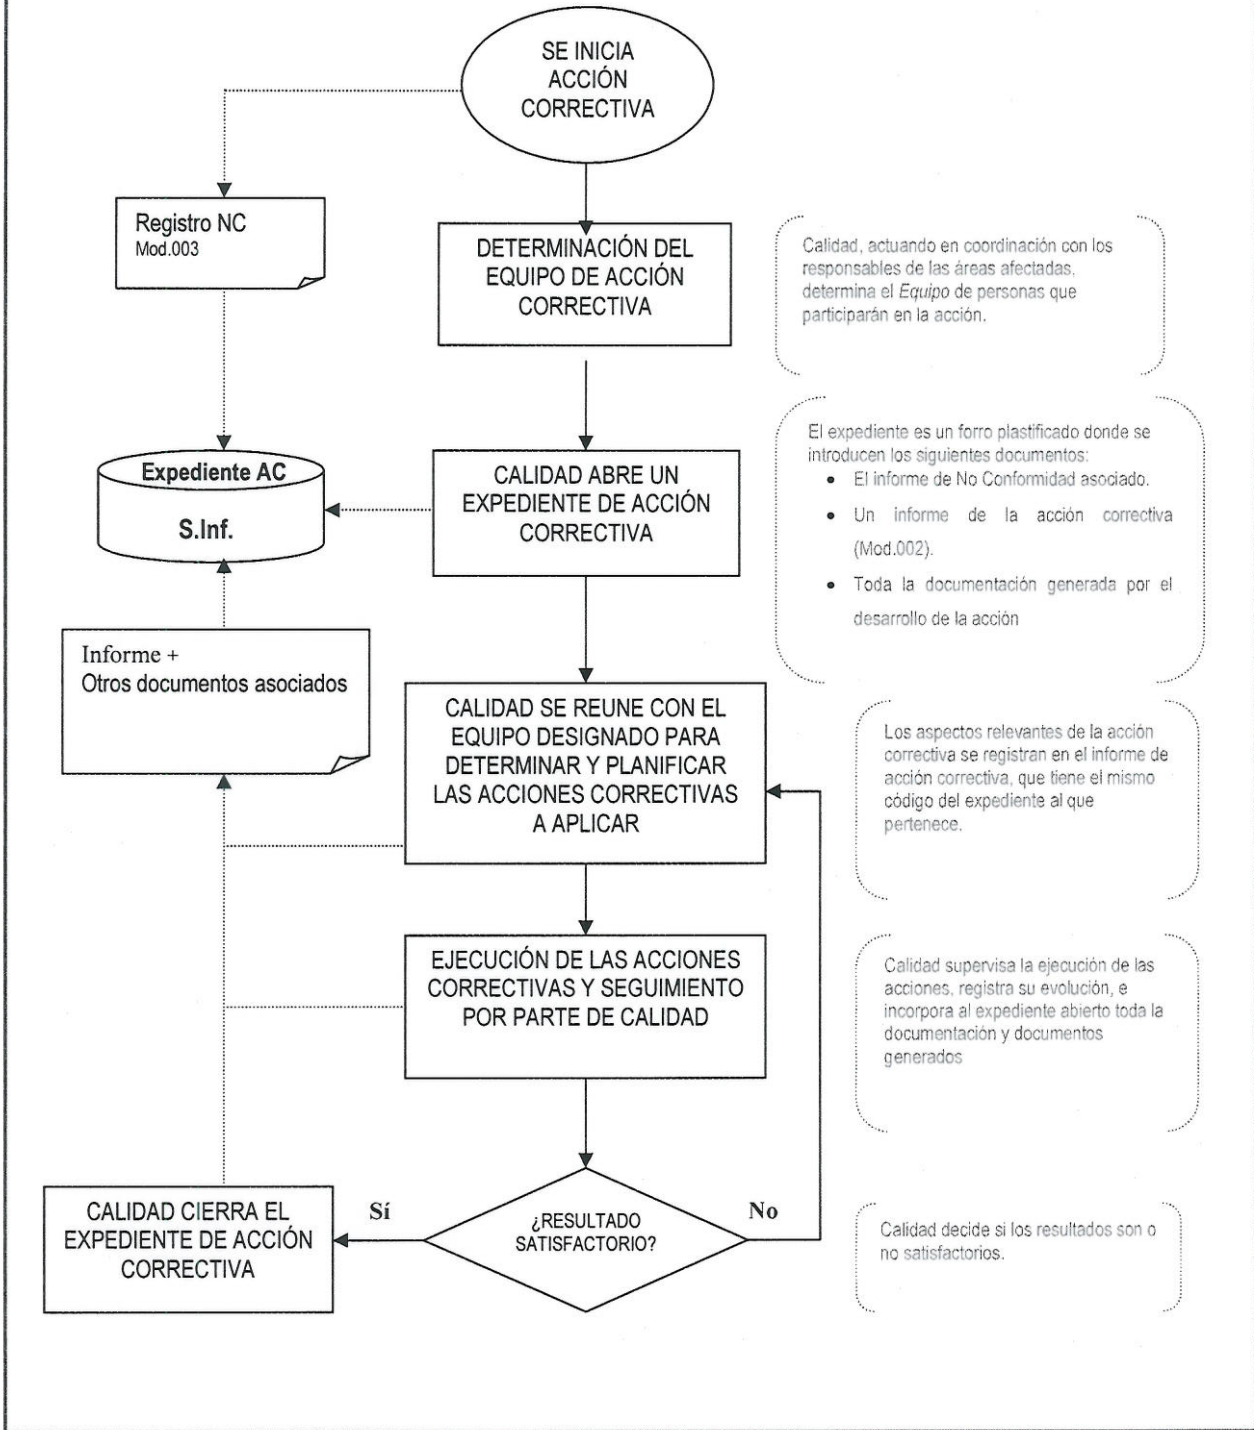 SE INICIA
ACCIÓN
CORRECTIVA
Registro NC
Mod.003
DETERMINACIÓN DEL
EQUIPO DE ACCIÓN
CORRECTIVA
Calidad, actuando en coordinación con los
responsables de las áreas afectadas,
determina el Equipo de personas que
participarán en la acción.
Expediente AC
S.Inf.
CALIDAD ABRE UN
EXPEDIENTE DE ACCIÓN
CORRECTIVA
El expediente es un forro plastificado donde se
introducen los siguientes documentos:
• El informe de No Conformidad asociado.
• Un informe de la acción correctiva
(Mod.002).
• Toda la documentación generada por el
desarrollo de la acción
Informe +
Otros documentos asociados
CALIDAD SE REUNE CON EL
EQUIPO DESIGNADO PARA
DETERMINAR Y PLANIFICAR
LAS ACCIONES CORRECTIVAS
A APLICAR
Los aspectos relevantes de la acción
correctiva se registran en el informe de
acción correctiva, que tiene el mismo
código del expediente al que
pertenece.
EJECUCIÓN DE LAS ACCIONES
CORRECTIVAS Y SEGUIMIENTO
POR PARTE DE CALIDAD
Calidad supervisa la ejecución de las
acciones, registra su evolución, e
incorpora al expediente abierto toda la
documentación y documentos
generados
CALIDAD CIERRA EL
EXPEDIENTE DE ACCIÓN
CORRECTIVA
Sí
¿RESULTADO
SATISFACTORIO?
No
Calidad decide si los resultados son o
no satisfactorios.